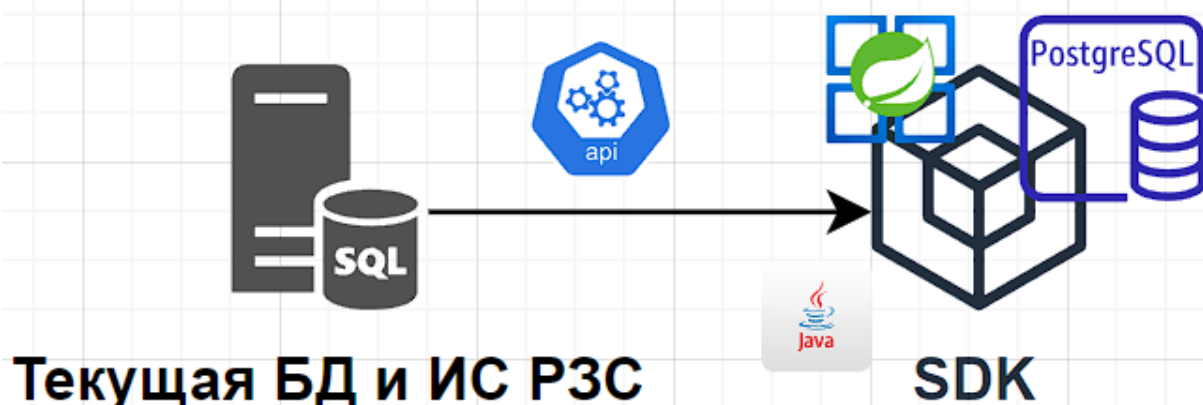 PostgreSQL
api
SQL
Java
Текущая БД и ИС РЗС
SDK